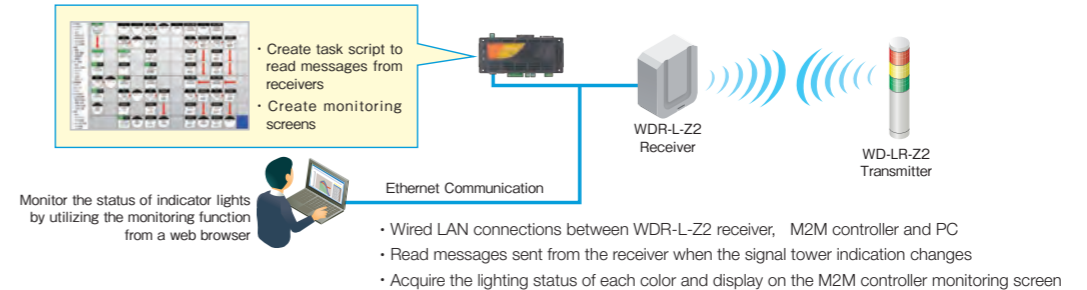 ・Create task script to
read messages from
receivers
・Create monitoring
screens
WDR-L-Z2
Receiver
WD-LR-Z2
Transmitter
Monitor the status of indicator lights
by utilizing the monitoring function
from a web browser
Ethernet Communication
・Wired LAN connections between WDR-L-Z2 receiver, M2M controller and PC
・Read messages sent from the receiver when the signal tower indication changes
・Acquire the lighting status of each color and display on the M2M controller monitoring screen